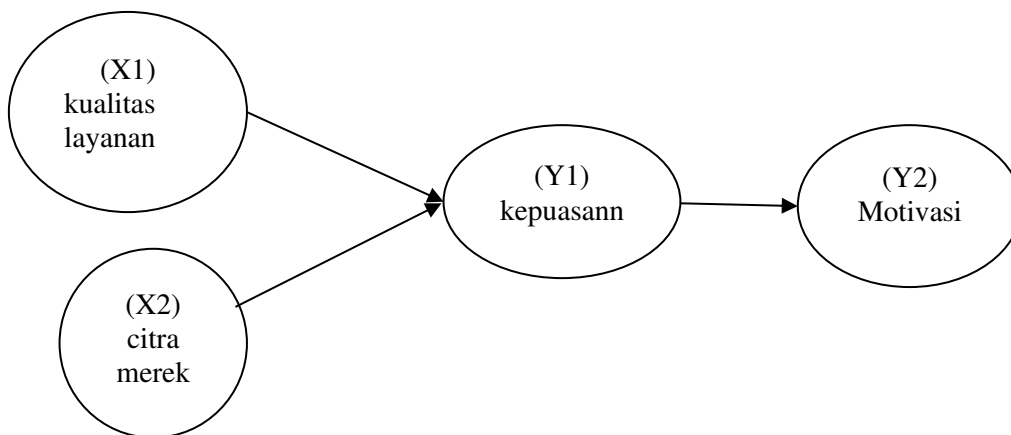 (X1)
kualitas
layanan
(X2)
citra
merek
(Y1)
kepuasann
(Y2)
Motivasi